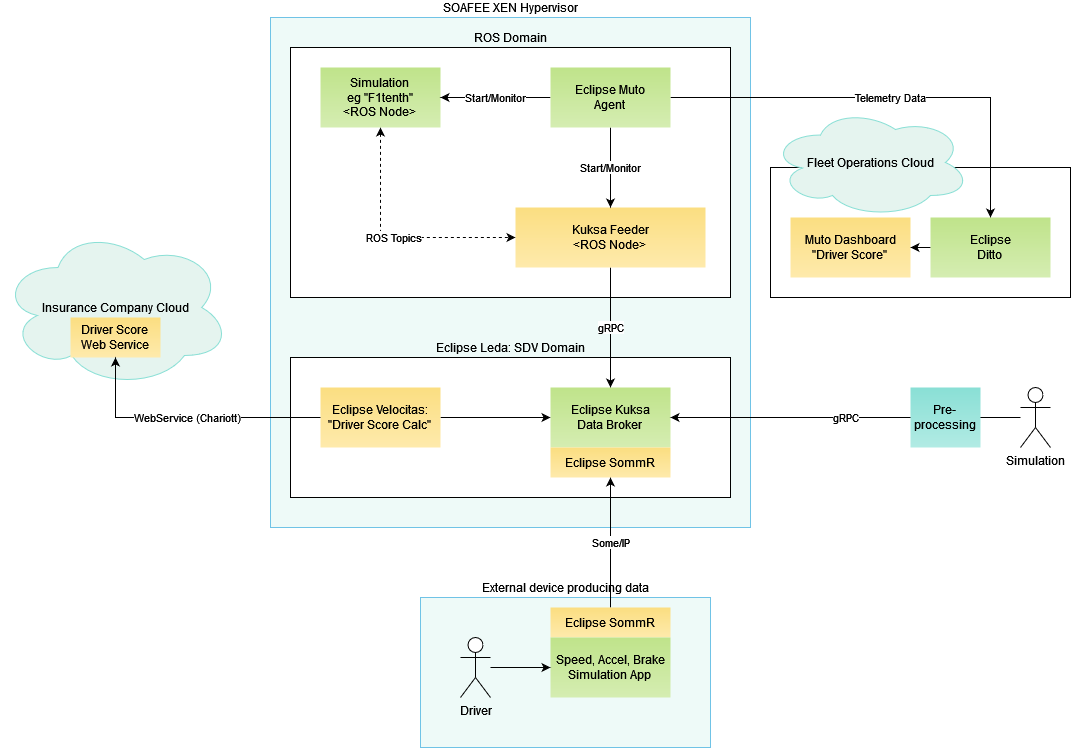 SOAFEE XEN Hypervisor
ROS Domain
Simulation
eg "F1tenth"
<ROS Node>
Start/Monitor
Eclipse Muto
Agent
Telemetry Data
Start/Monitor
Fleet Operations Cloud
ROS Topics
Kuksa Feeder
<ROS Node>
Muto Dashboard
"Driver Score"
Eclipse
Ditto
Insurance Company Cloud
Driver Score
Web Service
gRPC
Eclipse Leda: SDV Domain
WebService (Chariott)
Eclipse Velocitas:
"Driver Score Calc"
Eclipse Kuksa
Data Broker
Eclipse SommR
gRPC
Pre-
processing
Simulation
Some/IP
External device producing data
Eclipse SommR
Speed, Accel, Brake
Simulation App
Driver